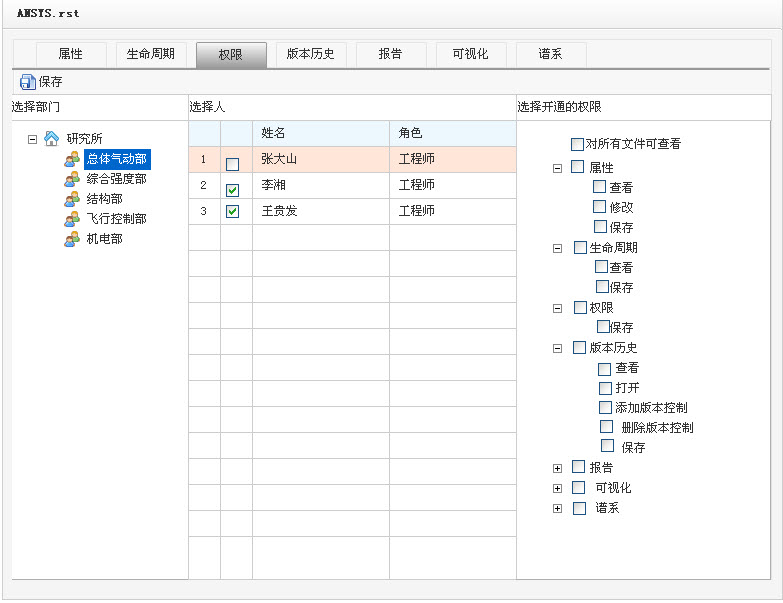 ANSYS.rst
属性 生命周期 权限 版本历史 报告 可视化 谱系
保存
选择部门 选择人 选择开通的权限
研究所
总体气动部
综合强度部
结构部
飞行控制部
机电部
姓名 角色
1 张大山 工程师
2 李湘 工程师
3 王贵发 工程师
对所有文件可查看
属性
查看
修改
保存
生命周期
查看
保存
权限
保存
版本历史
查看
打开
添加版本控制
删除版本控制
保存
报告
可视化
谱系